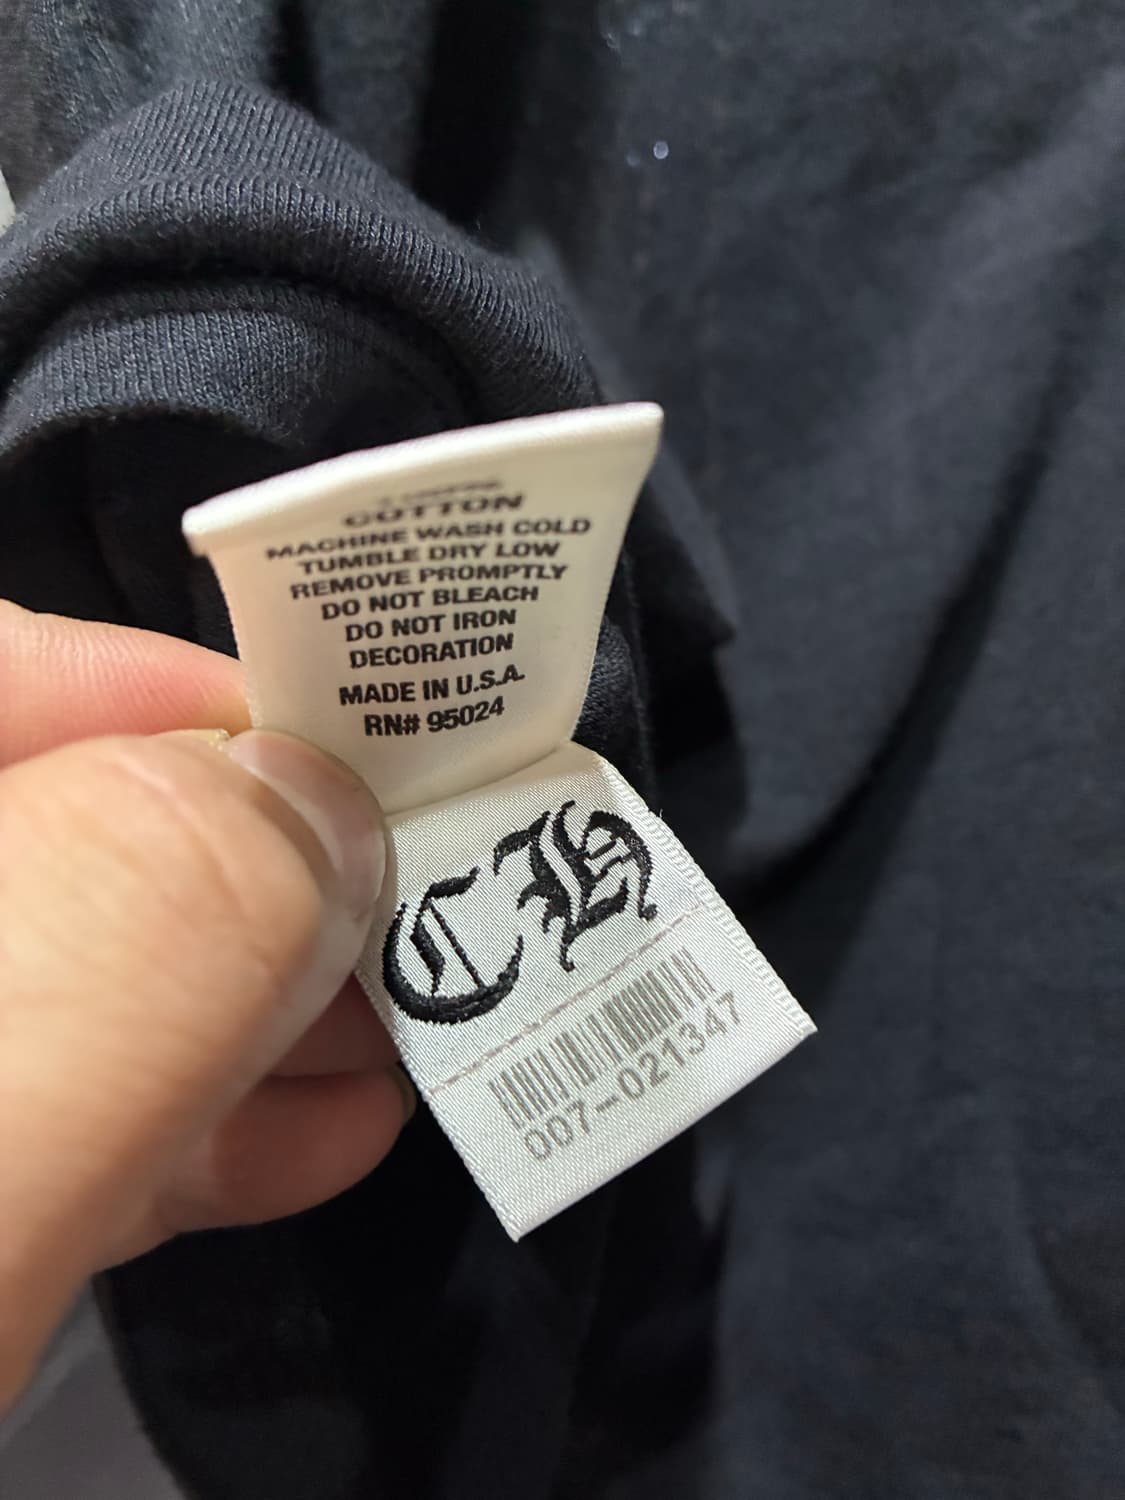 COTTON
MACHINE WASH COLD
TUMBLE DRY LOW
REMOVE PROMPTLY
DO NOT BLEACH
DO NOT IRON
DECORATION
MADE IN U.S.A.
RN# 95024
CH
007-021347